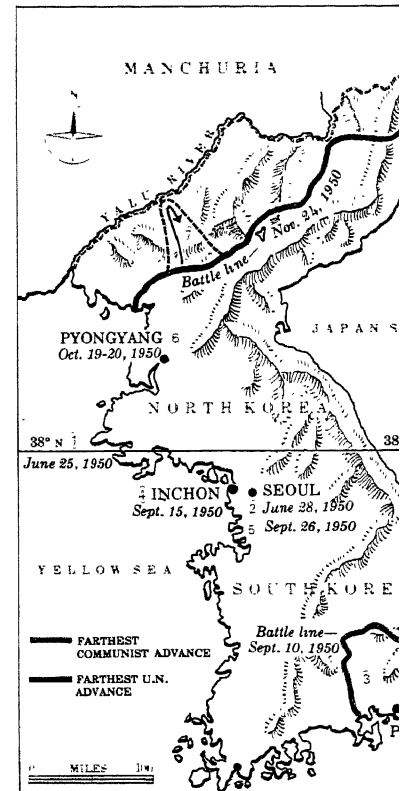 MANCHURIA
YALU RIVER
Battle line
Nov. 24, 1950
PYONGYANG 6
Oct. 19-20, 1950
JAPAN S
NORTH KOREA
38° N
38
June 25, 1950
INCHON
Sept. 15, 1950
SEOUL
2 June 28, 1950
5 Sept. 26, 1950
YELLOW SEA
SOUTH KORE
Battle line—
Sept. 10, 1950
3
P
FARTHEST
COMMUNIST ADVANCE
FARTHEST U.N.
ADVANCE
0 MILES 100